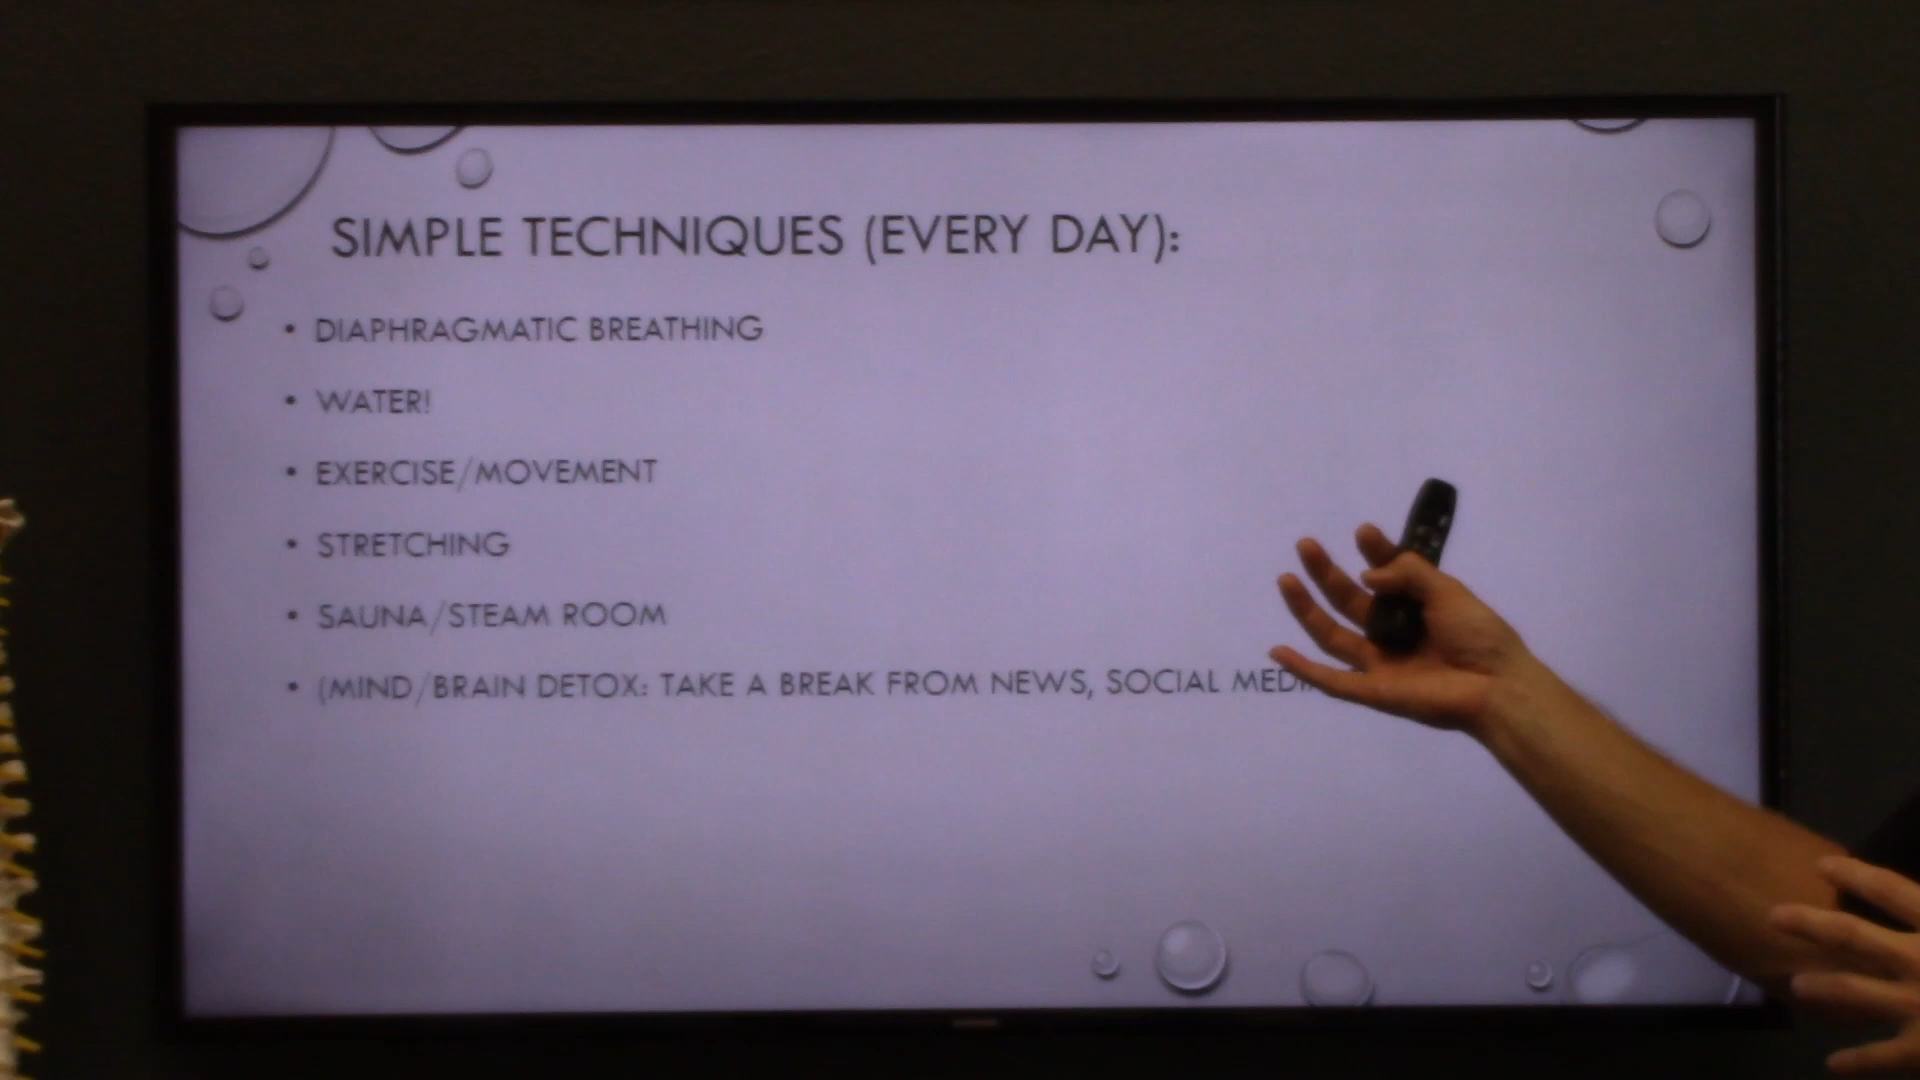 SIMPLE TECHNIQUES (EVERY DAY):
• DIAPHRAGMATIC BREATHING
• WATER!
• EXERCISE/MOVEMENT
• STRETCHING
• SAUNA/STEAM ROOM
• (MIND/BRAIN DETOX: TAKE A BREAK FROM NEWS, SOCIAL